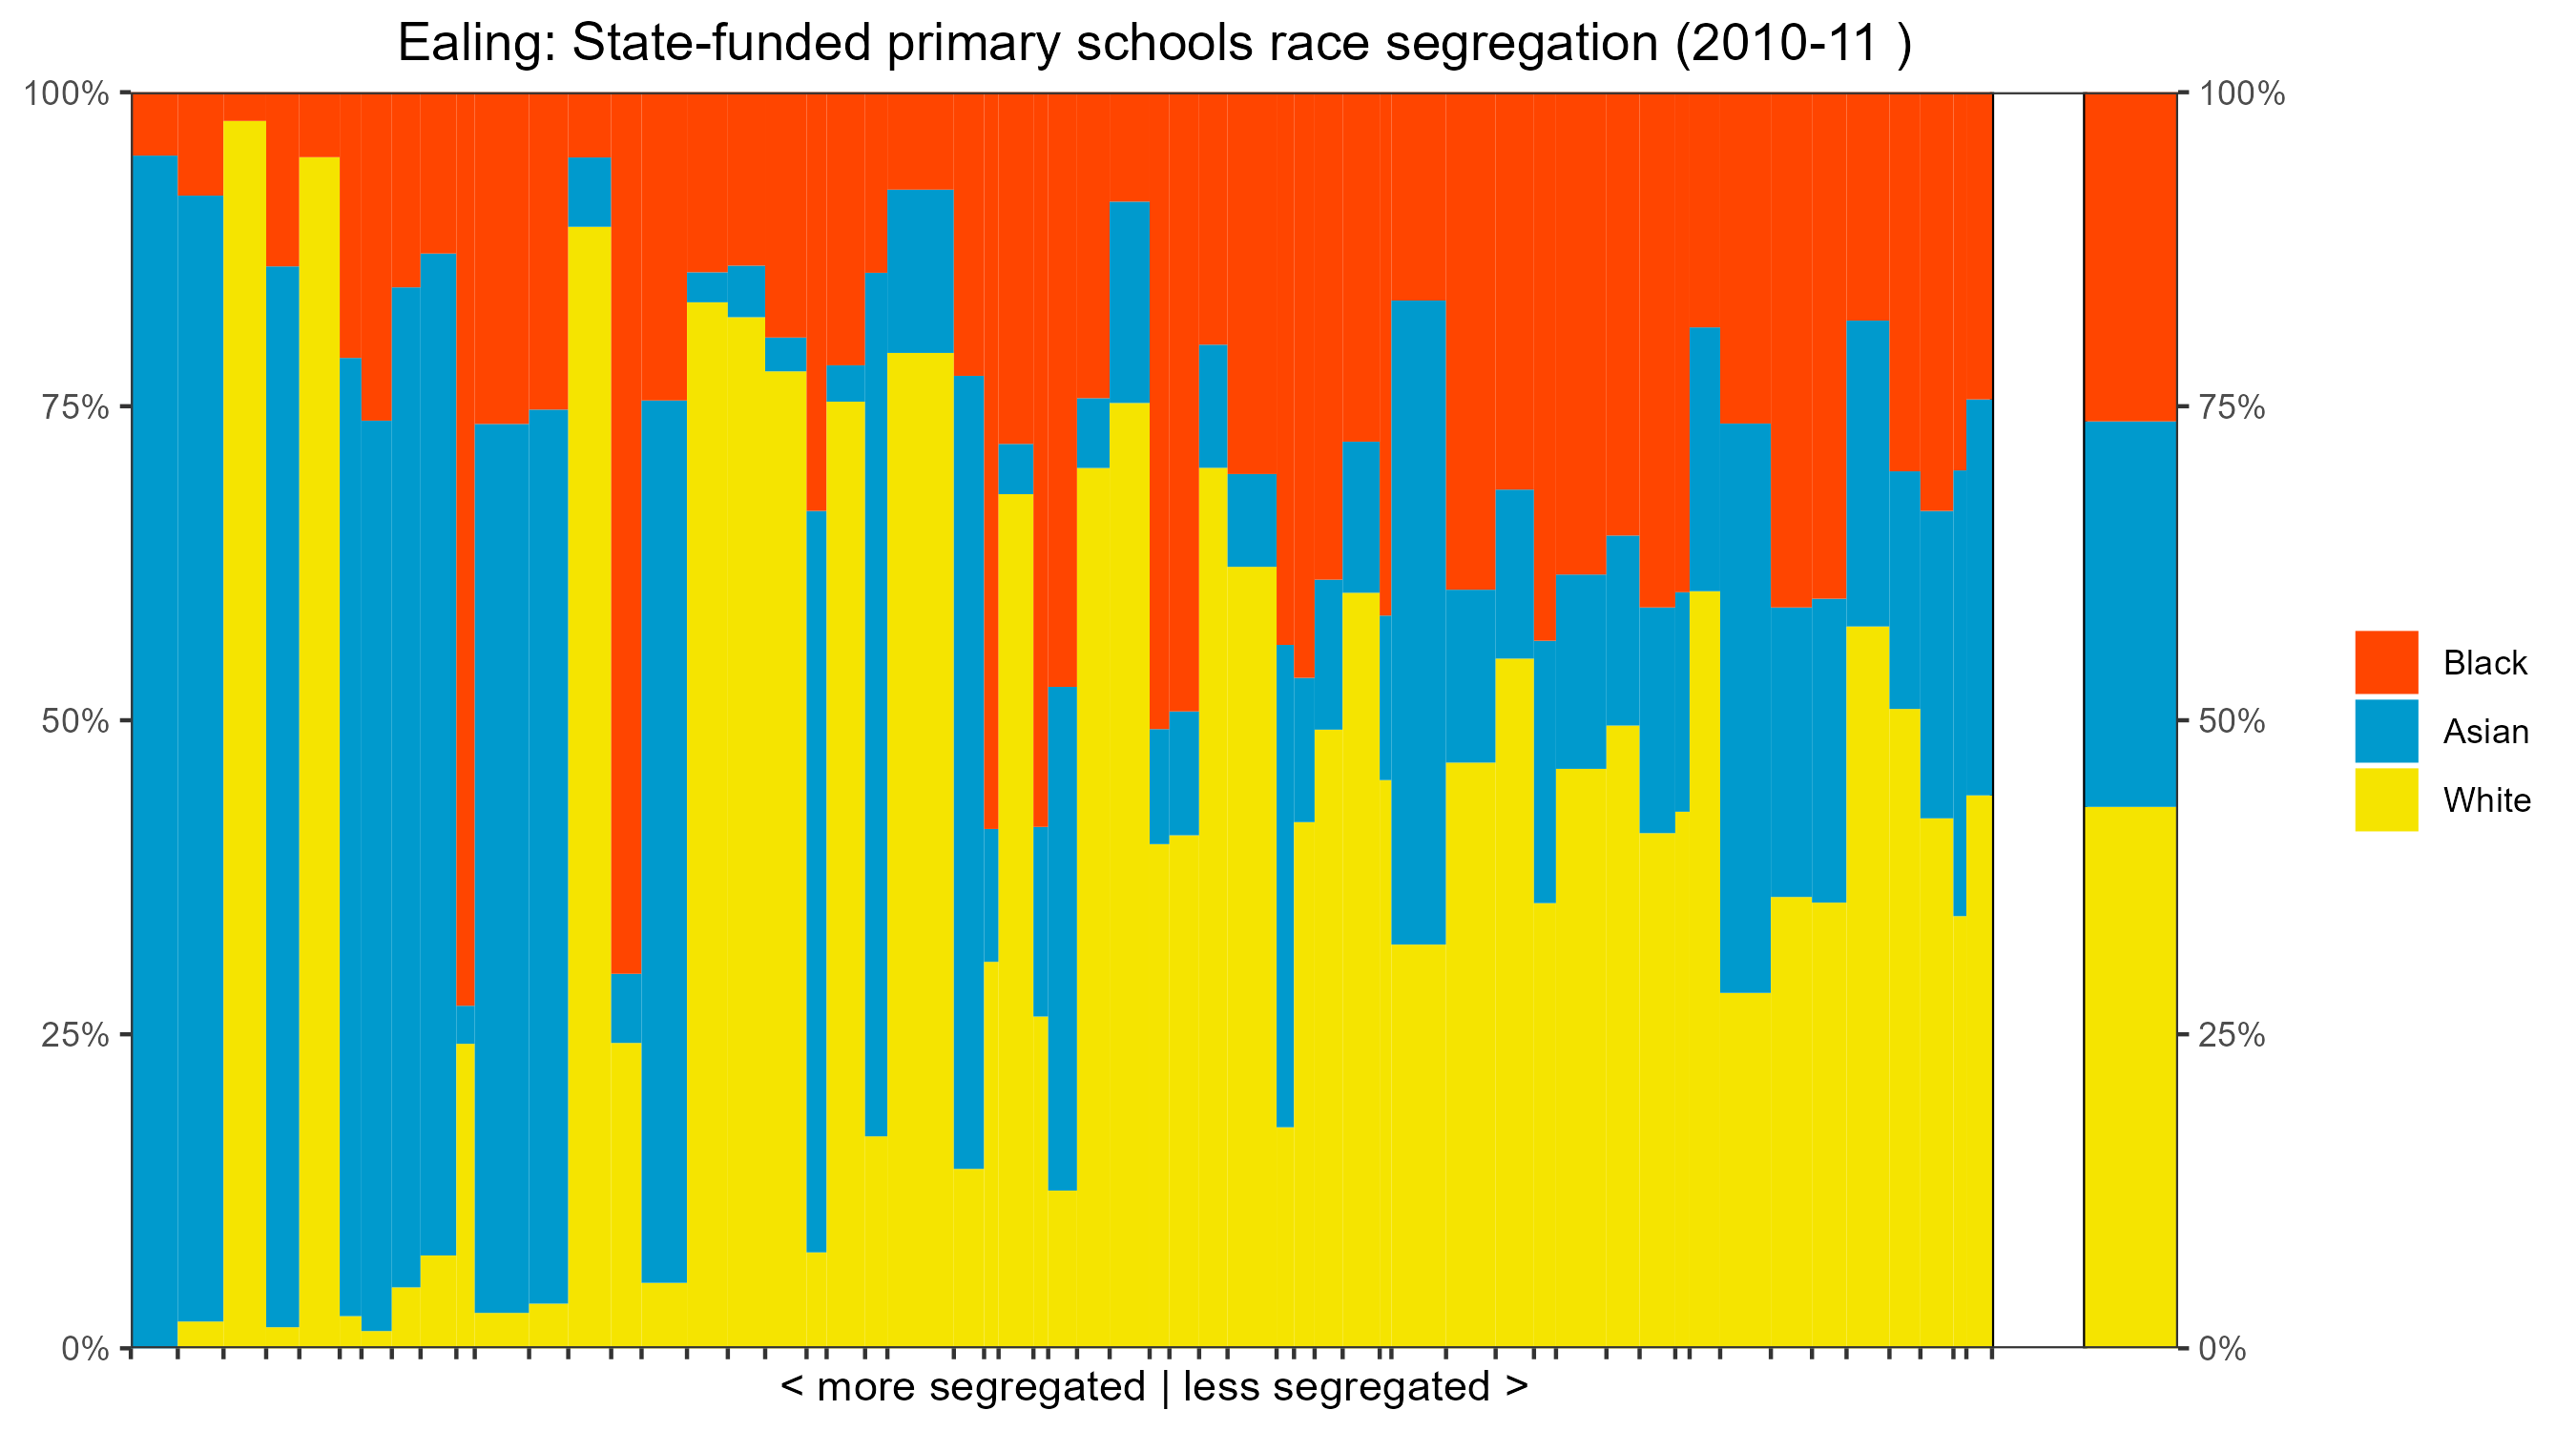 Ealing: State-funded primary schools race segregation (2010-11 )
100%
75%
50%
25%
0%
100%
75%
50%
25%
0%
Black
Asian
White
< more segregated | less segregated >